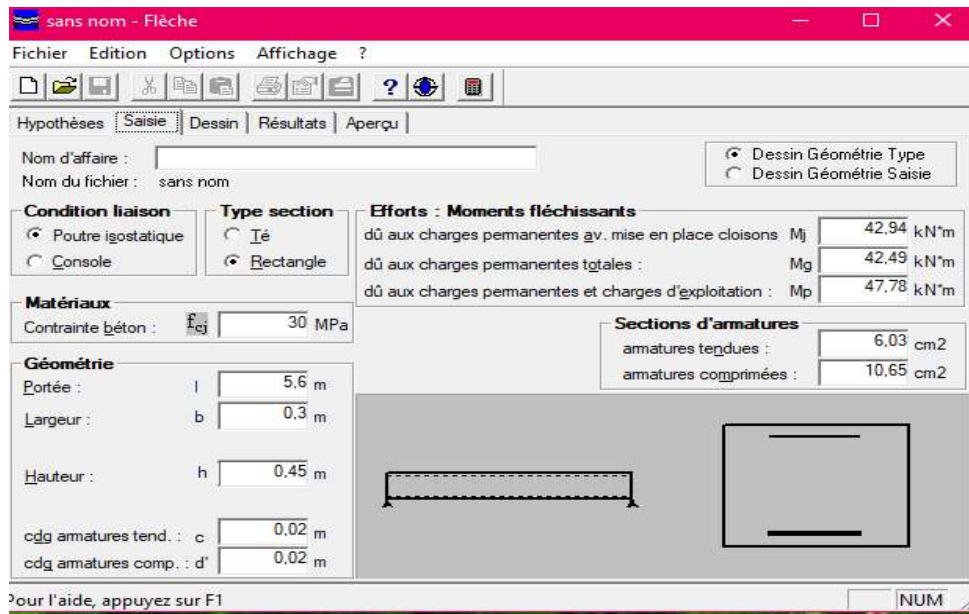 sans nom - Flèche
Fichier Edition Options Affichage ?
Hypothèses Saisie Dessin Résultats Aperçu
Nom d'affaire :
Nom du fichier : sans nom
Dessin Géométrie Type
Dessin Géométrie Saisie
Condition liaison
Poutre isostatique
Console
Type section
Té
Rectangle
Efforts : Moments fléchissants
dû aux charges permanentes av. mise en place cloisons Mj 42,94 kN*m
dû aux charges permanentes totales : Mg 42,49 kN*m
dû aux charges permanentes et charges d'exploitation : Mp 47,78 kN*m
Matériaux
Contrainte béton : fcj 30 MPa
Sections d'armatures
armatures tendues : 6,03 cm2
armatures comprimées : 10,65 cm2
Géométrie
Portée : l 5,6 m
Largeur : b 0,3 m
Hauteur : h 0,45 m
cdg armatures tend. : c 0,02 m
cdg armatures comp. : d' 0,02 m
Pour l'aide, appuyez sur F1 NUM